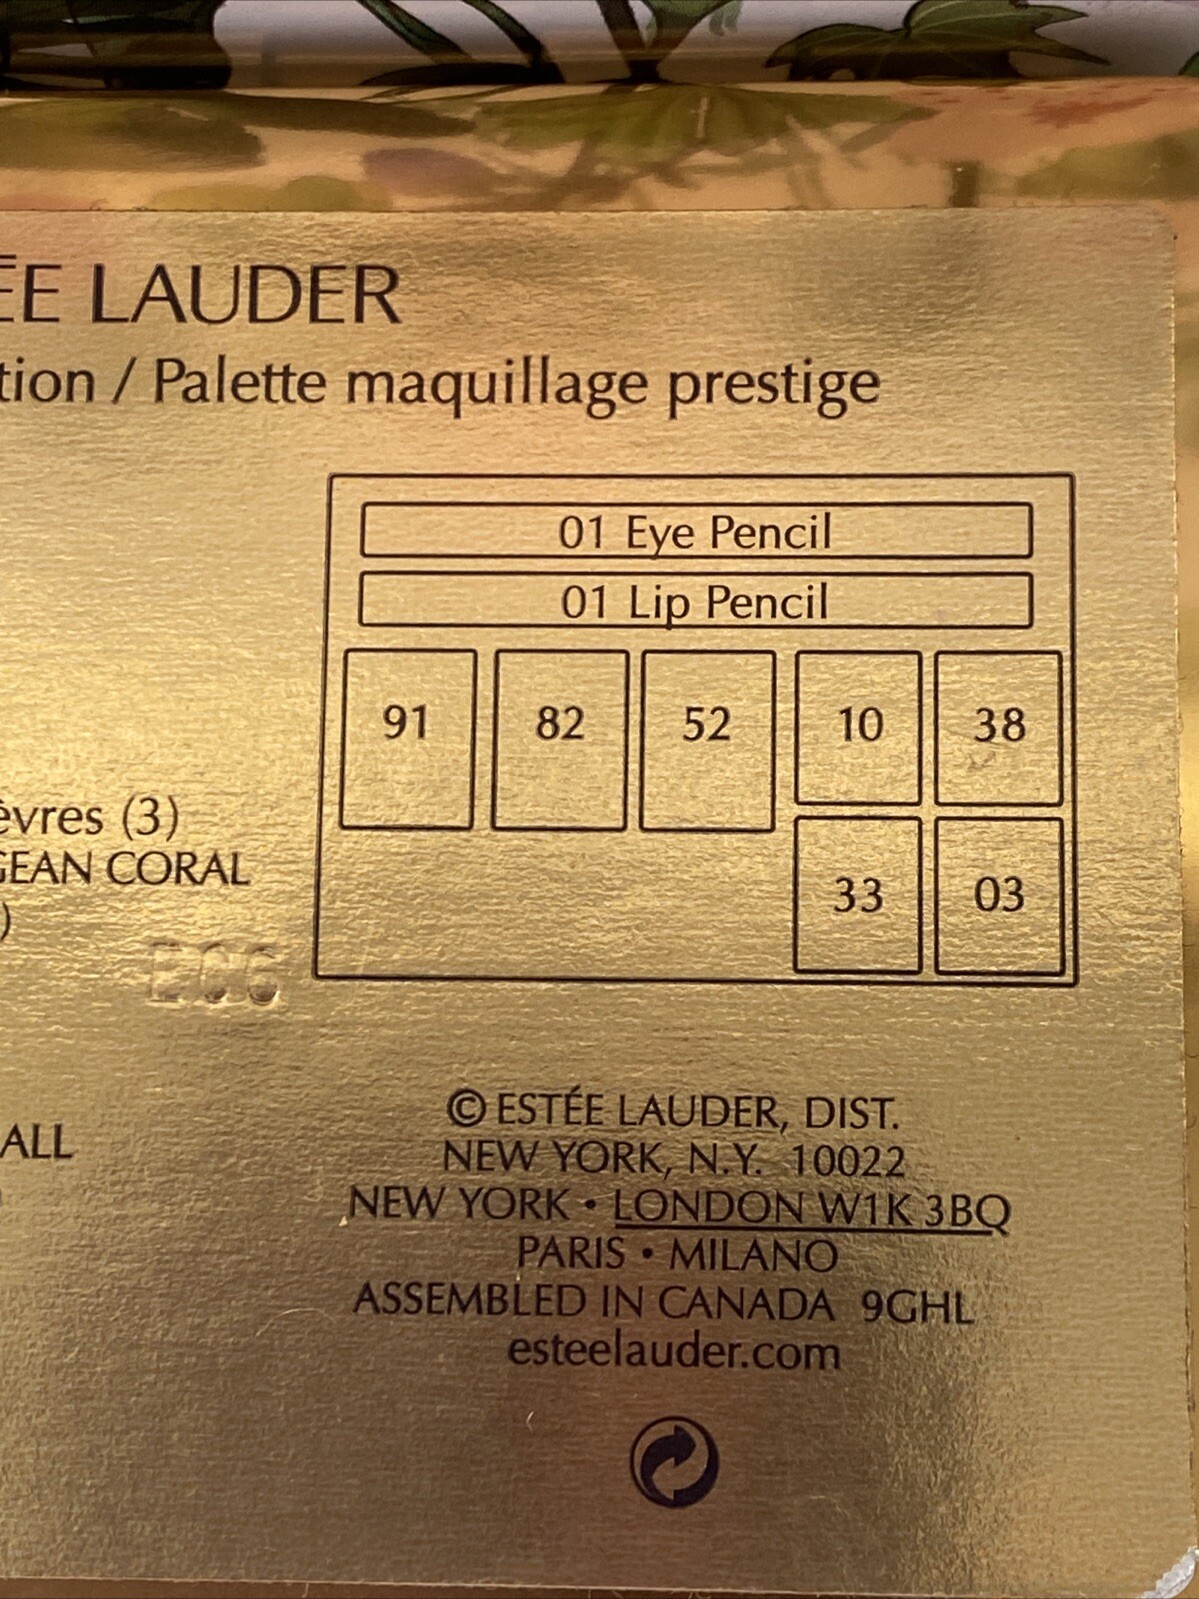 ÉE LAUDER
tion / Palette maquillage prestige
01 Eye Pencil
01 Lip Pencil
91 82 52 10 38
33 03
èvres (3)
GEAN CORAL
)
EC6
ALL
© ESTÉE LAUDER, DIST.
NEW YORK, N.Y. 10022
NEW YORK • LONDON W1K 3BQ
PARIS • MILANO
ASSEMBLED IN CANADA 9GHL
esteelauder.com